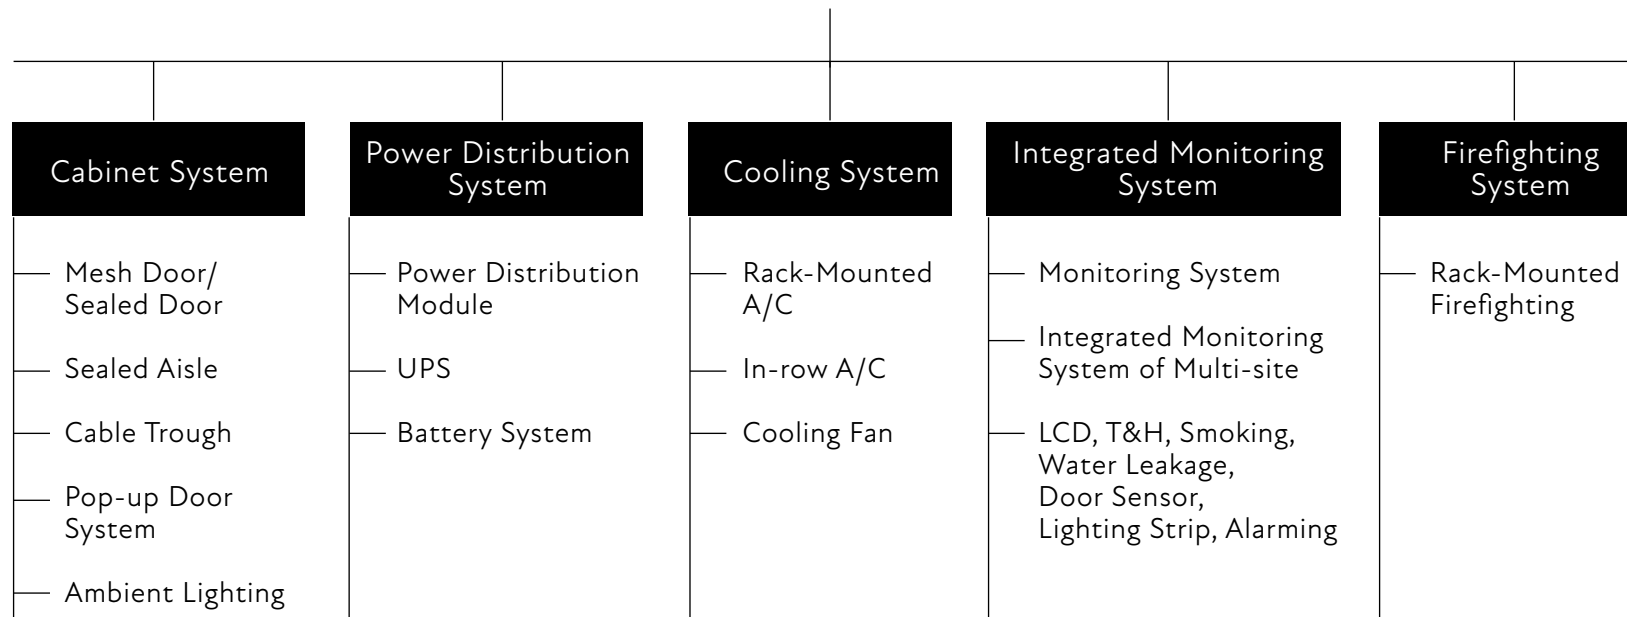 Cabinet System
Mesh Door/
Sealed Door
Sealed Aisle
Cable Trough
Pop-up Door
System
Ambient Lighting
Power Distribution
System
Power Distribution
Module
UPS
Battery System
Cooling System
Rack-Mounted
A/C
In-row A/C
Cooling Fan
Integrated Monitoring
System
Monitoring System
Integrated Monitoring
System of Multi-site
LCD, T&H, Smoking,
Water Leakage,
Door Sensor,
Lighting Strip, Alarming
Firefighting
System
Rack-Mounted
Firefighting